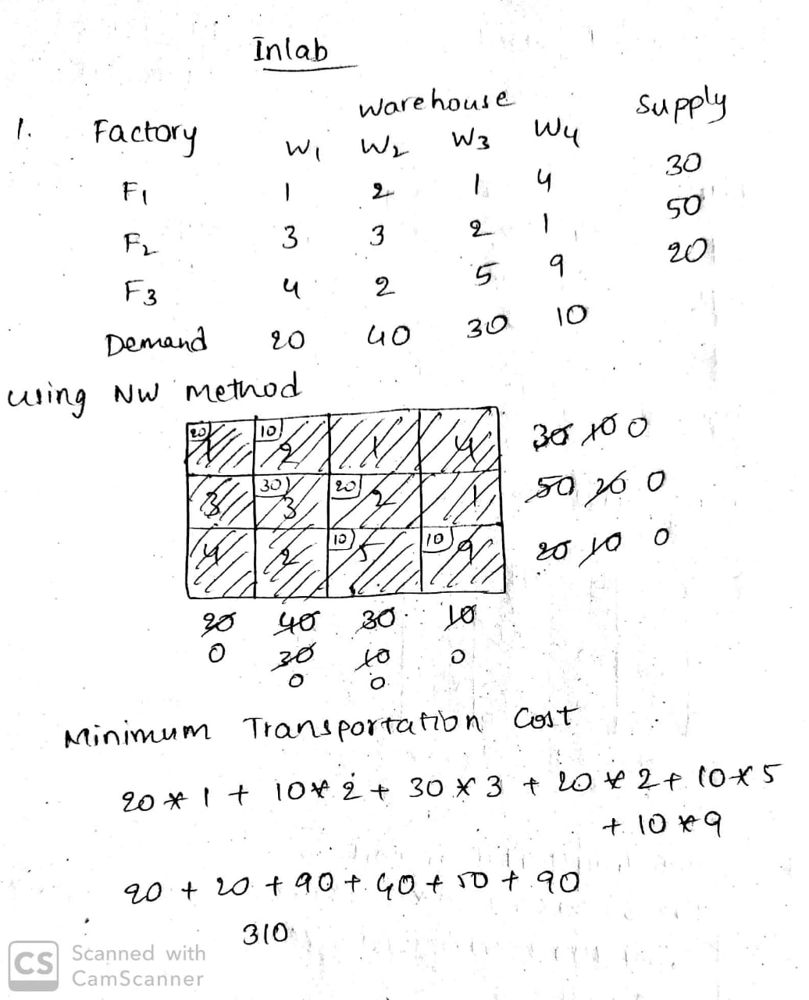 Inlab
Warehouse Supply
1. Factory W1 W2 W3 W4
F1 1 2 1 4 30
F2 3 3 2 1 50
F3 4 2 5 9 20
Demand 20 40 30 10
using NW method
20 1 10 2 1 4 30 10 0
3 30 3 20 2 1 50 20 0
4 2 10 5 10 9 20 10 0
20 40 30 10
0 30 10 0
0 0
Minimum Transportation Cost
20 * 1 + 10 * 2 + 30 * 3 + 20 * 2 + 10 * 5
+ 10 * 9
20 + 20 + 90 + 40 + 50 + 90
310
CS Scanned with
CamScanner